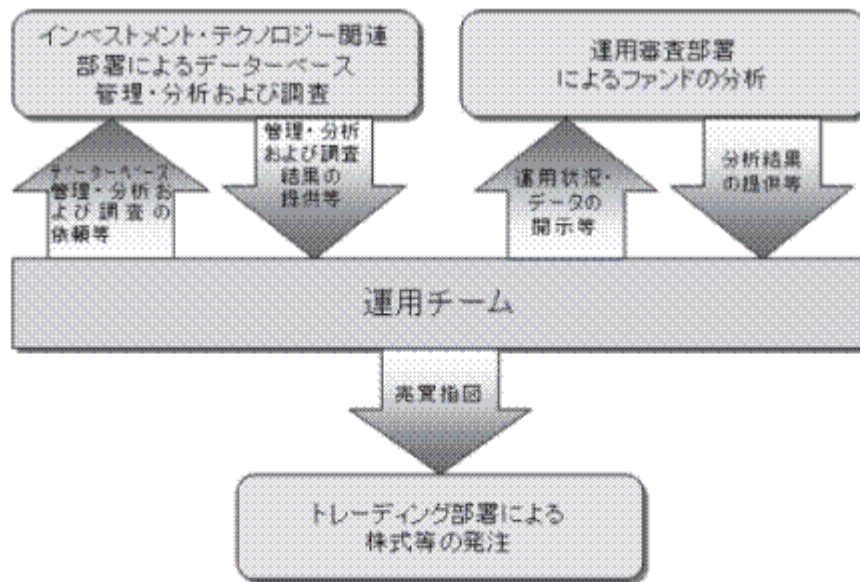 インベストメント・テクノロジー関連
部署によるデーターベース
管理・分析および調査
運用審査部署
によるファンドの分析
データーベース
管理・分析お
よび調査の
依頼等
管理・分析
および調査
結果の
提供等
運用状況・
データの
開示等
分析結果
の提供等
運用チーム
売買指図
トレーディング部署による
株式等の発注